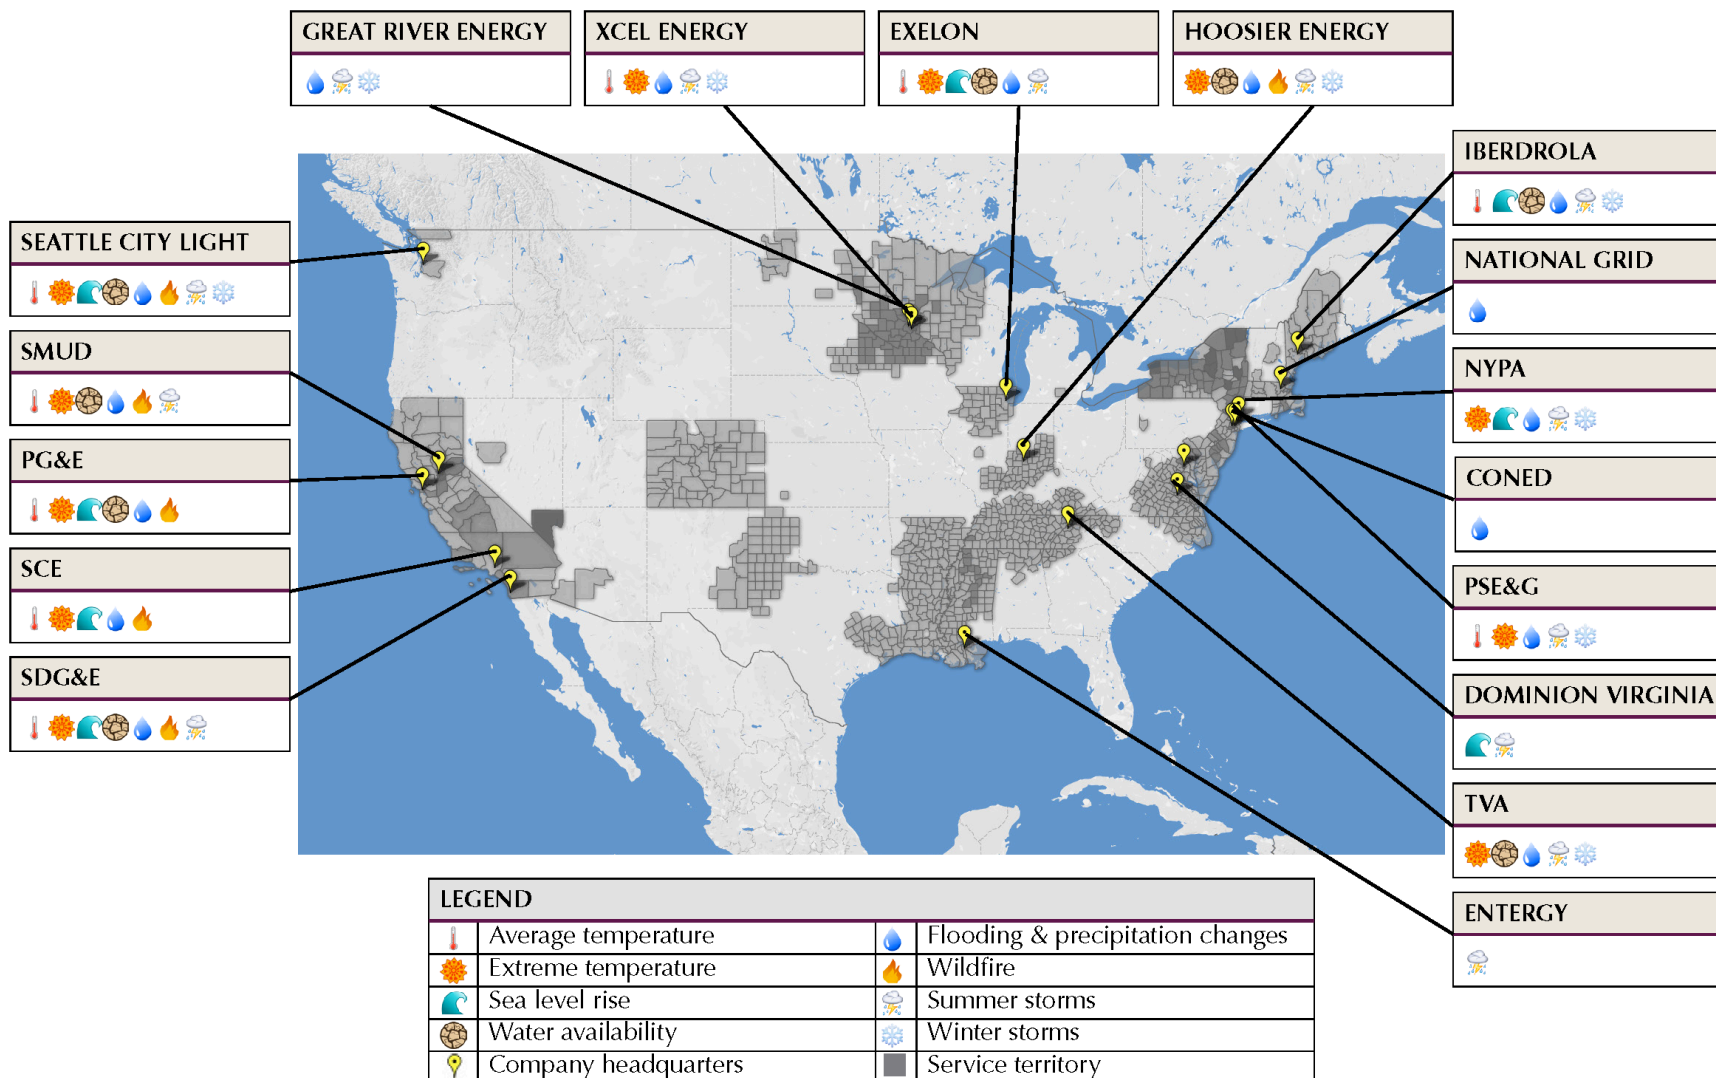 GREAT RIVER ENERGY
XCEL ENERGY
EXELON
HOOSIER ENERGY
IBERDROLA
NATIONAL GRID
NYPA
CONED
PSE&G
DOMINION VIRGINIA
TVA
ENTERGY
SEATTLE CITY LIGHT
SMUD
PG&E
SCE
SDG&E
LEGEND
Average temperature
Flooding & precipitation changes
Extreme temperature
Wildfire
Sea level rise
Summer storms
Water availability
Winter storms
Company headquarters
Service territory